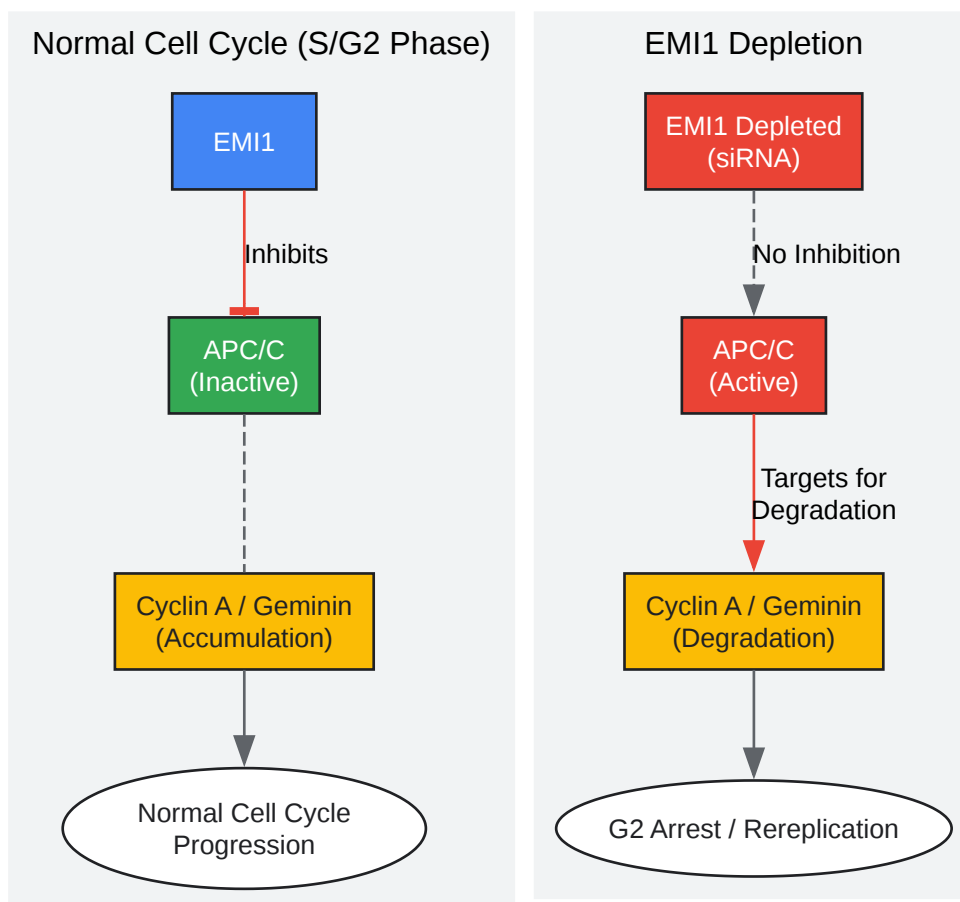 Normal Cell Cycle (S/G2 Phase)
EMI1
Inhibits
APC/C
(Inactive)
Cyclin A / Geminin
(Accumulation)
Normal Cell Cycle
Progression
EMI1 Depletion
EMI1 Depleted
(siRNA)
No Inhibition
APC/C
(Active)
Targets for
Degradation
Cyclin A / Geminin
(Degradation)
G2 Arrest / Rereplication